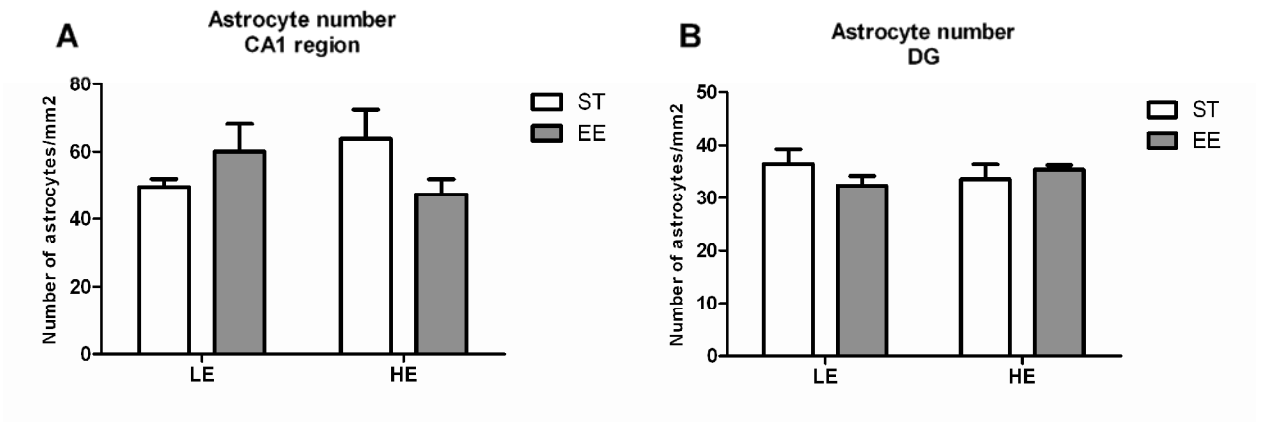 A
Astrocyte number
CA1 region
Number of astrocytes/mm2
80
60
40
20
0
LE
HE
ST
EE
B
Astrocyte number
DG
Number of astrocytes/mm2
50
40
30
20
10
0
LE
HE
ST
EE